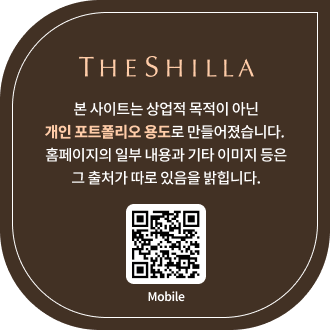 THE SHILLA
본 사이트는 상업적 목적이 아닌
개인 포트폴리오 용도로 만들어졌습니다.
홈페이지의 일부 내용과 기타 이미지 등은
그 출처가 따로 있음을 밝힙니다.
Mobile